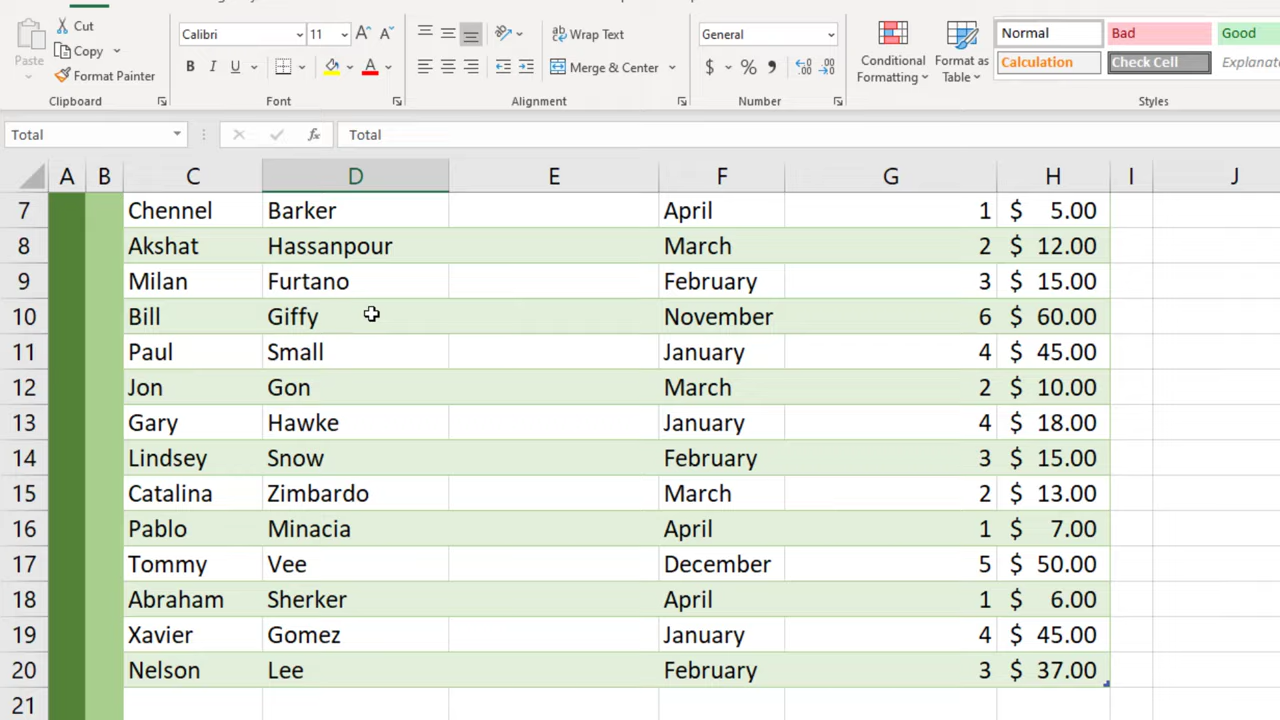 Cut
Calibri 11 Wrap Text General Normal Bad Good
Paste Copy Conditional Format as
Format Painter B I U Merge & Center $ % Formatting Table Calculation Check Cell Explanat
Clipboard Font Alignment Number Styles
Total fx Total
A B C D E F G H I J
7 Chennel Barker April 1 $ 5.00
8 Akshat Hassanpour March 2 $ 12.00
9 Milan Furtano February 3 $ 15.00
10 Bill Giffy November 6 $ 60.00
11 Paul Small January 4 $ 45.00
12 Jon Gon March 2 $ 10.00
13 Gary Hawke January 4 $ 18.00
14 Lindsey Snow February 3 $ 15.00
15 Catalina Zimbardo March 2 $ 13.00
16 Pablo Minacia April 1 $ 7.00
17 Tommy Vee December 5 $ 50.00
18 Abraham Sherker April 1 $ 6.00
19 Xavier Gomez January 4 $ 45.00
20 Nelson Lee February 3 $ 37.00
21